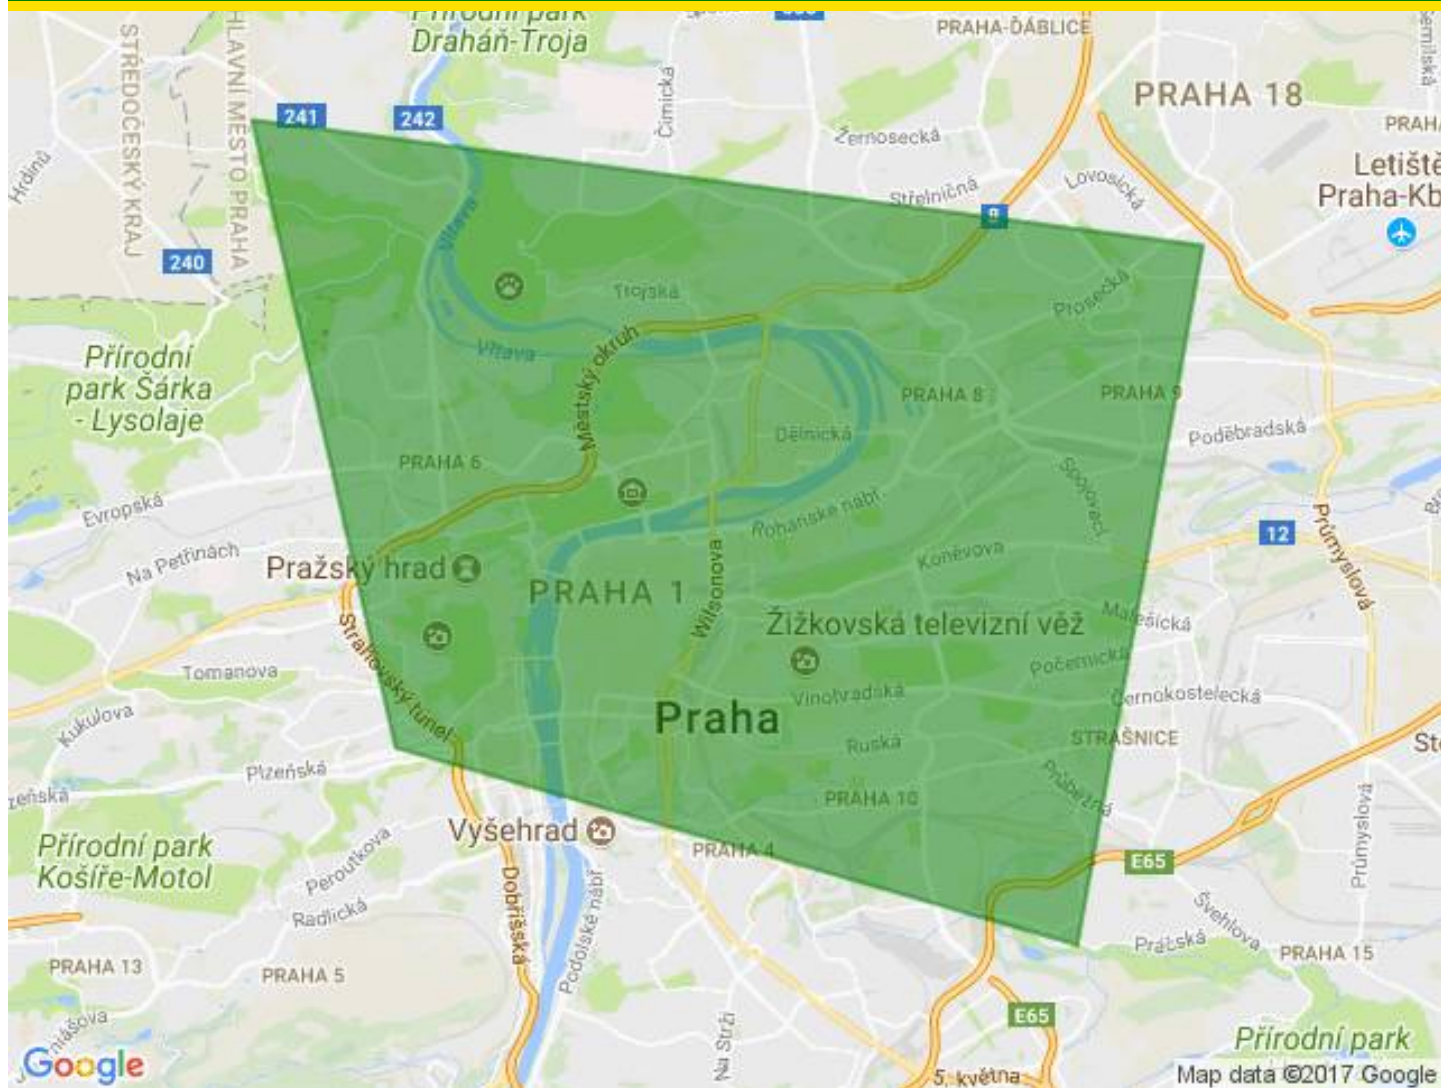 Přírodní park
Draháň-Troja
PRAHA-ĎÁBLICE
STŘEDOČESKÝ KRAJ
HLAVNÍ MĚSTO PRAHA
Čimická
PRAHA 18
241
242
Žernosecká
Hrdinů
Letiště
Praha-Kb
Střelničná
Lovosická
8
Vltava
240
Trojská
Prosecká
Přírodní
park Šárka
- Lysolaje
Vltava
Městský okruh
PRAHA 8
PRAHA 9
Dělnická
Poděbradská
PRAHA 6
Spojovací
Evropská
Rohanské nábř.
Průmyslová
12
Na Petřinách
Koněvova
Pražský hrad
PRAHA 1
Wilsonova
Malešická
Žižkovská televizní věž
Strahovský tunel
Počernická
Tomanova
Vinohradská
Černokostelecká
Kukulova
Praha
Ruská
STRAŠNICE
Plzeňská
Průběžná
PRAHA 10
Průmyslová
Vyšehrad
PRAHA 4
E65
Přírodní park
Košíře-Motol
Peroutkova
Dobříšská
Podolské nábř.
Radlická
Švehlova
Pražská
PRAHA 15
PRAHA 13
PRAHA 5
E65
Na Strži
Přírodní park
5. května
Google
Map data ©2017 Google